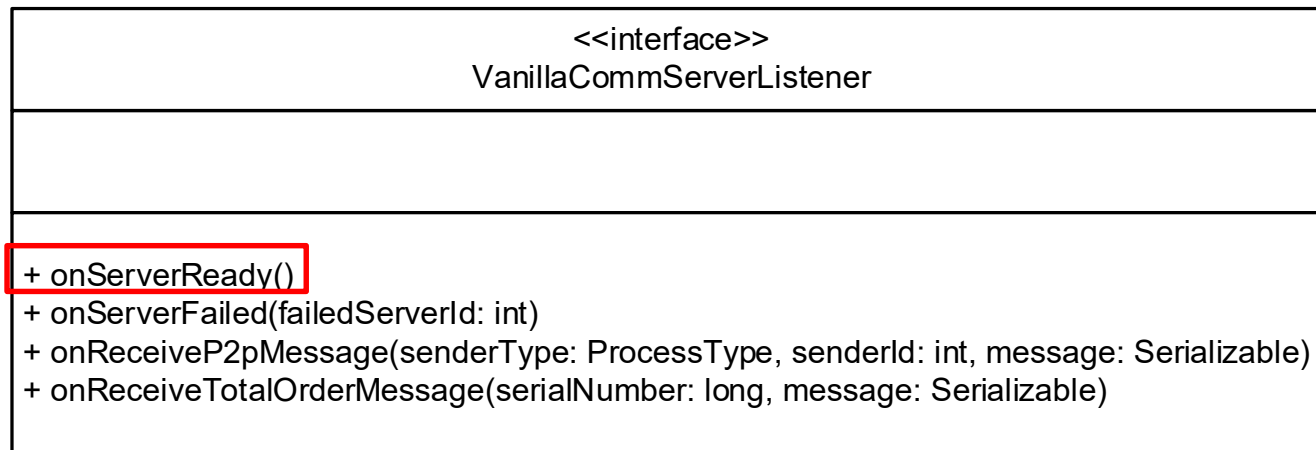 <<interface>>
VanillaCommServerListener
+ onServerReady()
+ onServerFailed(failedServerId: int)
+ onReceiveP2pMessage(senderType: ProcessType, senderId: int, message: Serializable)
+ onReceiveTotalOrderMessage(serialNumber: long, message: Serializable)